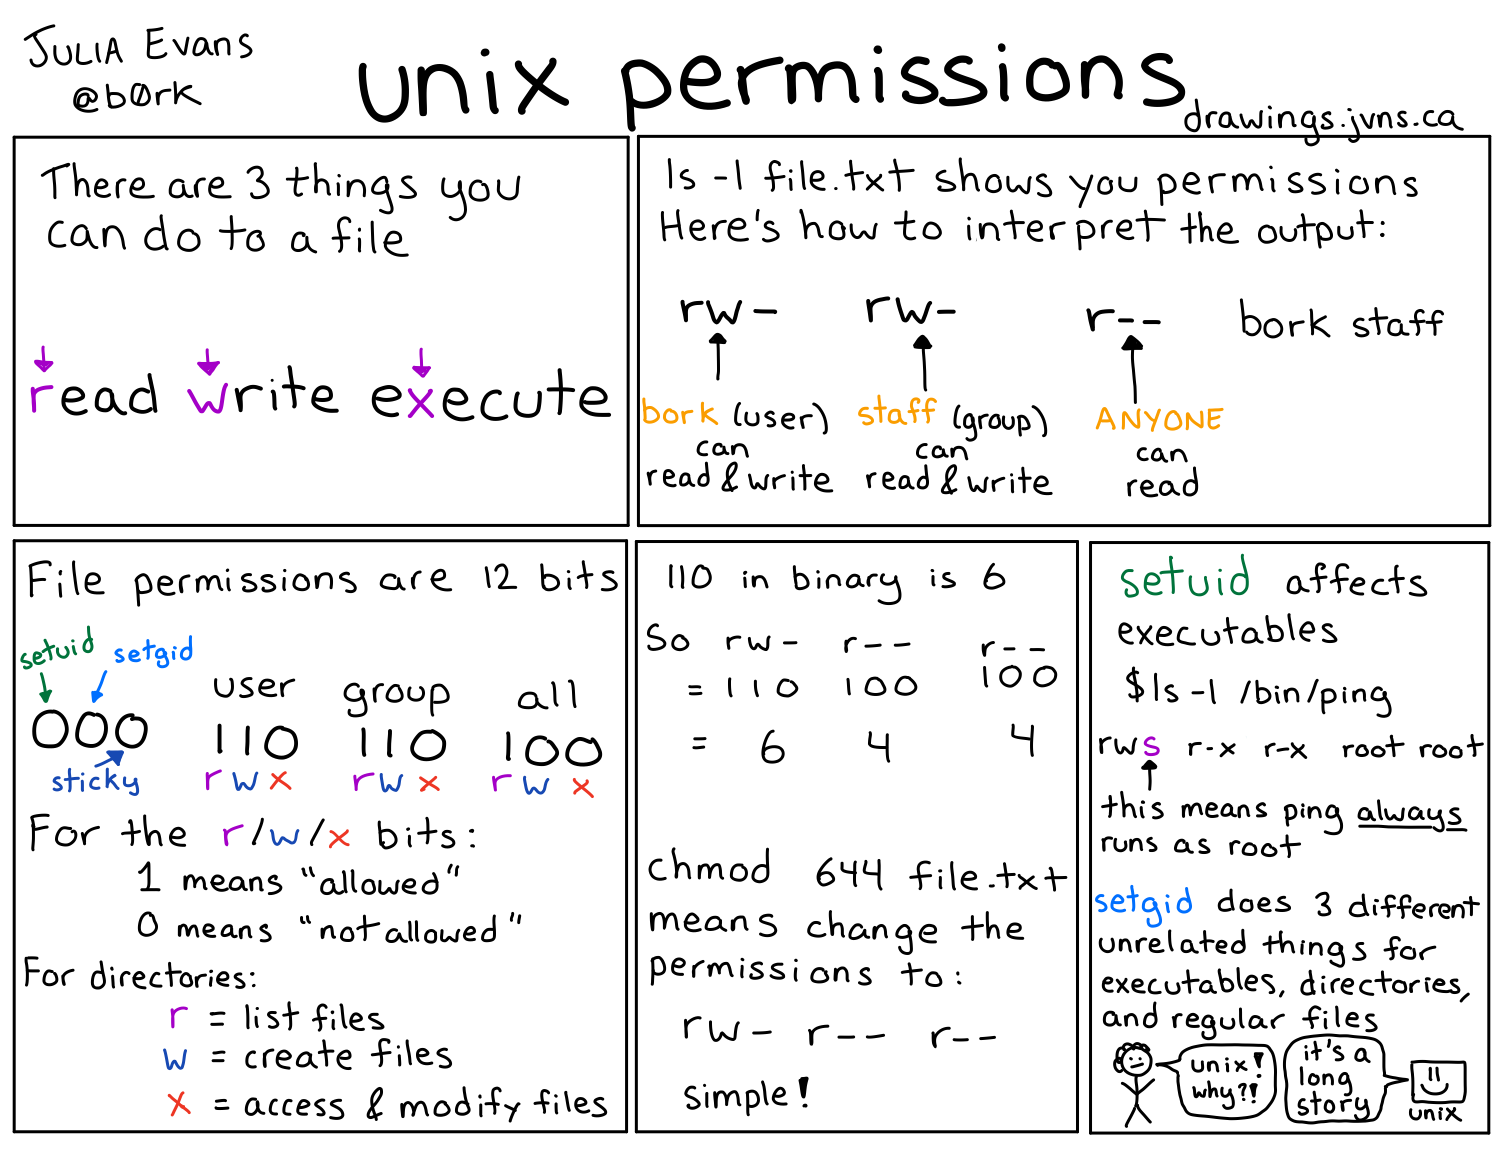 JULIA Evans
@b0rk
unix permissions
drawings.jvns.ca
There are 3 things you
can do to a file
read write execute
ls -l file.txt shows you permissions
Here's how to interpret the output:
rw- rw- r-- bork staff
bork (user) staff (group) ANYONE
can can can
read & write read & write read
File permissions are 12 bits
setuid setgid
user group all
000 110 110 100
sticky r w x r w x r w x
For the r/w/x bits:
1 means "allowed"
0 means "not allowed"
For directories:
r = list files
w = create files
x = access & modify files
110 in binary is 6
So rw- r-- r--
= 110 100 100
= 6 4 4
chmod 644 file.txt
means change the
permissions to:
rw- r-- r--
simple!
setuid affects
executables
$ls -l /bin/ping
rws r-x r-x root root
this means ping always
runs as root
setgid does 3 different
unrelated things for
executables, directories,
and regular files
unix!
why?!
it's a
long
story
unix